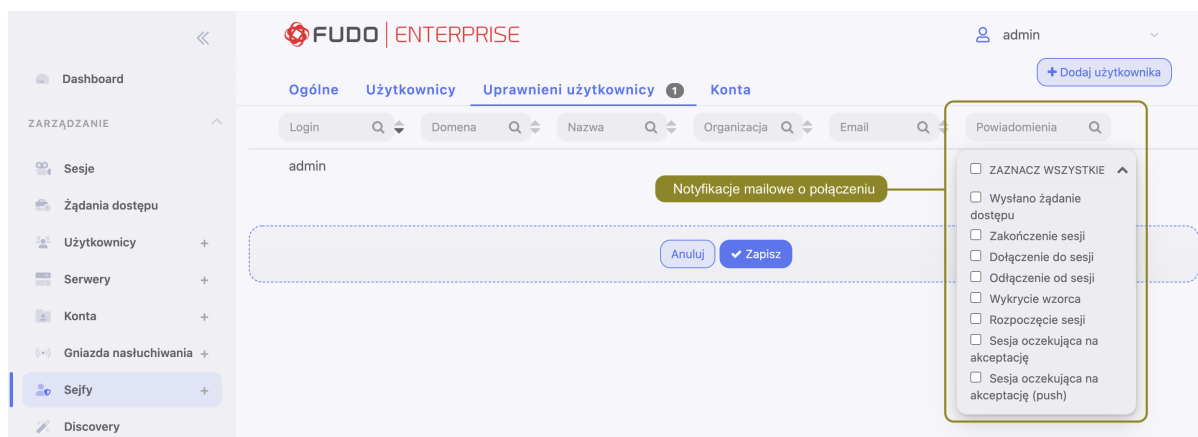 FUDO ENTERPRISE
admin
Dashboard
+ Dodaj użytkownika
Ogólne Użytkownicy Uprawnieni użytkownicy 1 Konta
ZARZĄDZANIE
Login Domena Nazwa Organizacja Email Powiadomienia
Sesje
admin
ZAZNACZ WSZYSTKIE
Notyfikacje mailowe o połączeniu
Wysłano żądanie
dostępu
Żądania dostępu
Zakończenie sesji
Użytkownicy +
Anuluj Zapisz
Dołączenie do sesji
Odłączenie od sesji
Serwery +
Wykrycie wzorca
Konta +
Rozpoczęcie sesji
Sesja oczekująca na
akceptację
Gniazda nasłuchiwania +
Sesja oczekująca na
akceptację (push)
Sejfy +
Discovery